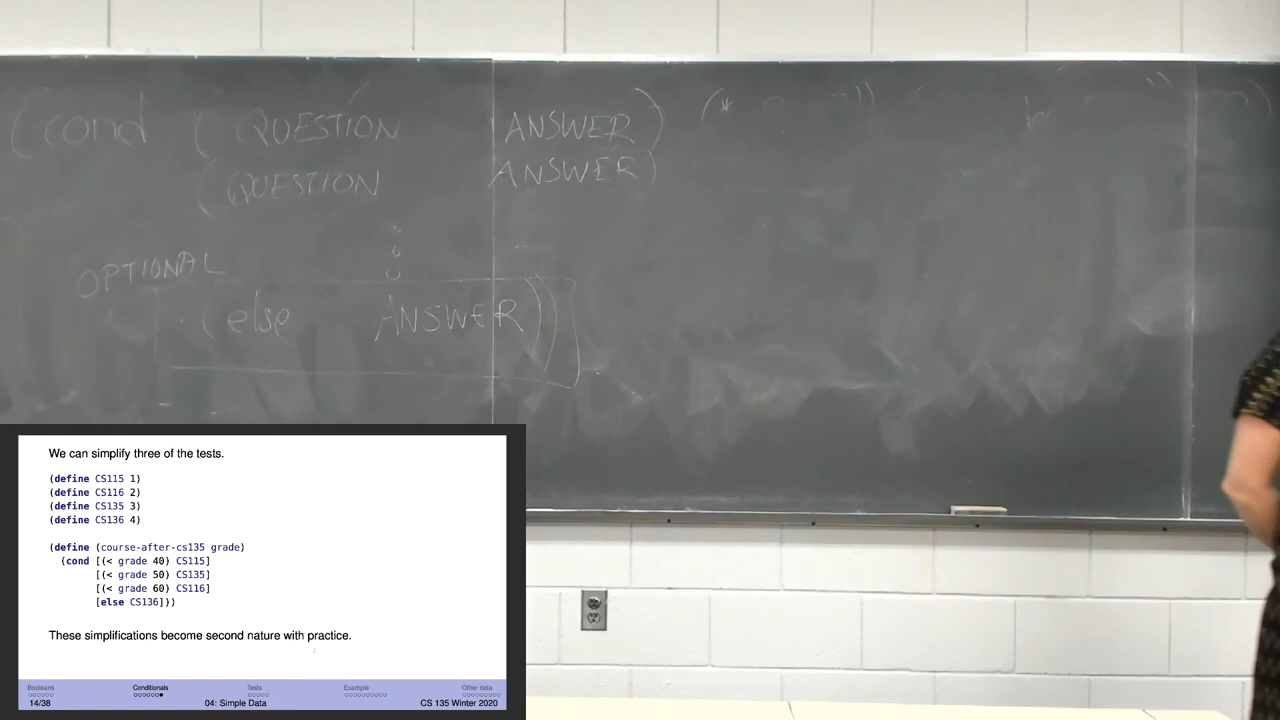 (cond ( QUESTION ANSWER)
( QUESTION ANSWER)
OPTIONAL
(else ANSWER))
We can simplify three of the tests.
(define CS115 1)
(define CS116 2)
(define CS135 3)
(define CS136 4)
(define (course-after-cs135 grade)
(cond [(< grade 40) CS115]
[(< grade 50) CS135]
[(< grade 60) CS116]
[else CS136]))
These simplifications become second nature with practice.
Booleans Conditionals Tests Example Other data
14/38 04: Simple Data CS 135 Winter 2020